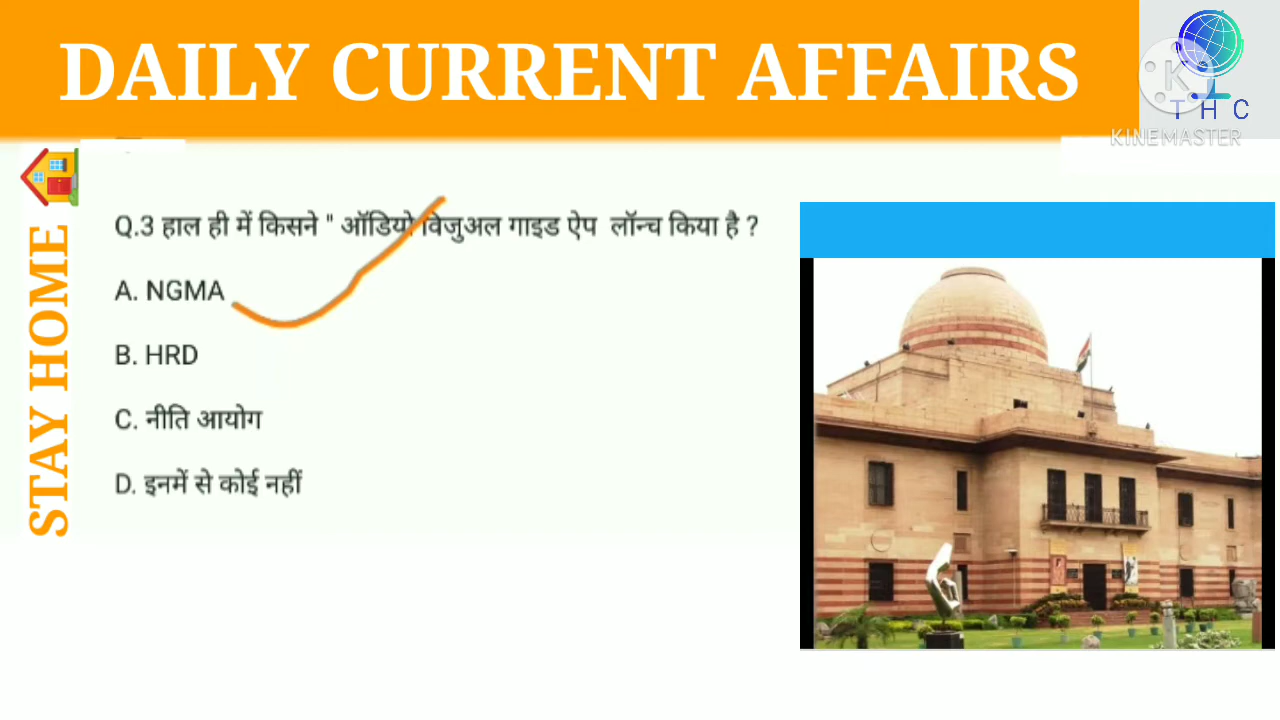 DAILY CURRENT AFFAIRS
T H C
KINEMASTER
STAY HOME
Q.3 हाल ही में किसने " ऑडियो विजुअल गाइड ऐप लॉन्च किया है ?
A. NGMA
B. HRD
C. नीति आयोग
D. इनमें से कोई नहीं